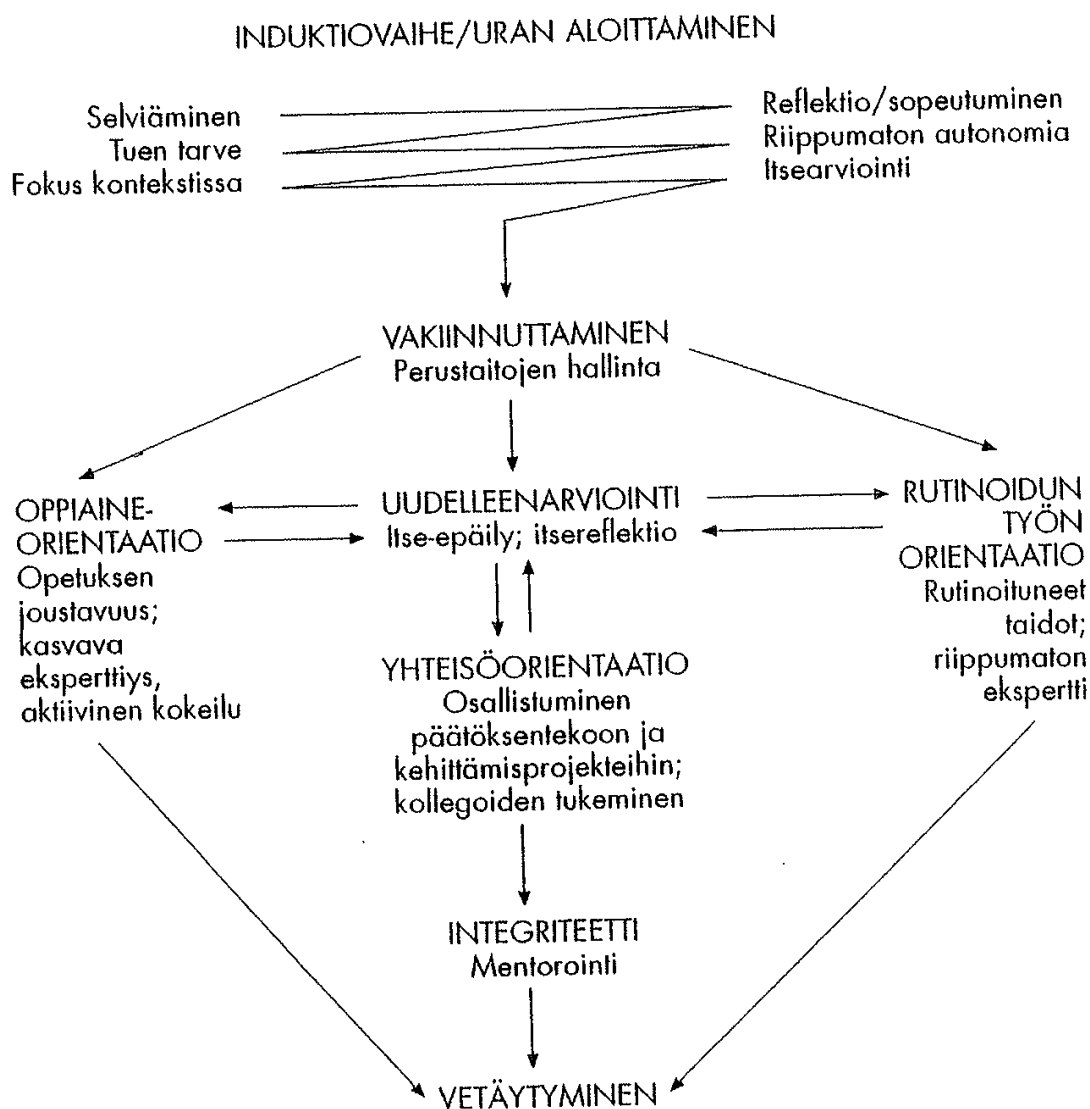 INDUKTIOVAIHE/URAN ALOITTAMINEN
Selviäminen
Tuen tarve
Fokus kontekstissa
Reflektio/sopeutuminen
Riippumaton autonomia
Itsearviointi
VAKIINNUTTAMINEN
Perustaitojen hallinta
OPPIAINE-
ORIENTAATIO
Opetuksen
joustavuus;
kasvava
eksperttiys,
aktiivinen kokeilu
UUDELLEENARVIOINTI
Itse-epäily; itsereflektio
RUTINOIDUN
TYÖN
ORIENTAATIO
Rutinoituneet
taidot;
riippumaton
ekspertti
YHTEISÖORIENTAATIO
Osallistuminen
päätöksentekoon ja
kehittämisprojekteihin;
kollegoiden tukeminen
INTEGRITEETTI
Mentorointi
VETÄYTYMINEN